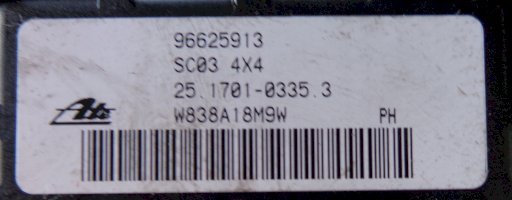 96625913
SC03 4X4
25.1701-0335.3
Ate
W838A18M9W PH